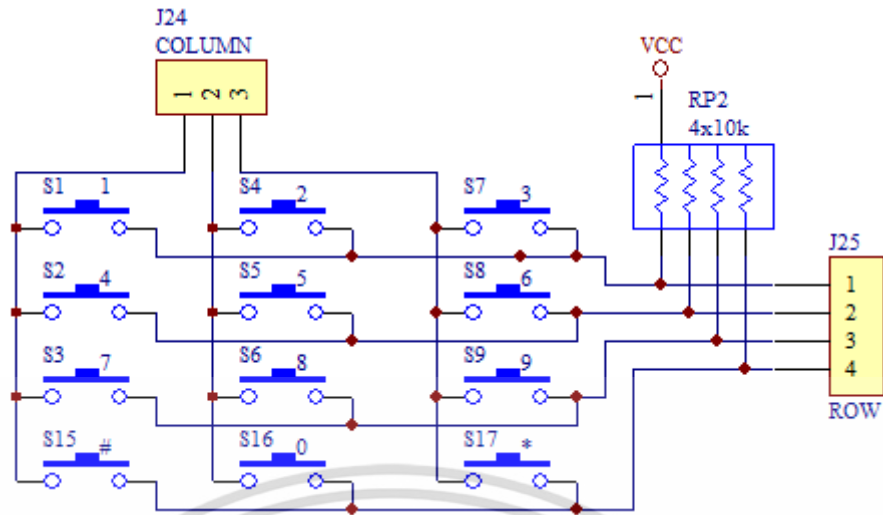 J24
COLUMN
1 2 3
VCC
1
RP2
4x10k
S1 1
S4 2
S7 3
J25
S2 4
S5 5
S8 6
1
2
3
4
S3 7
S6 8
S9 9
ROW
S15 #
S16 0
S17 *